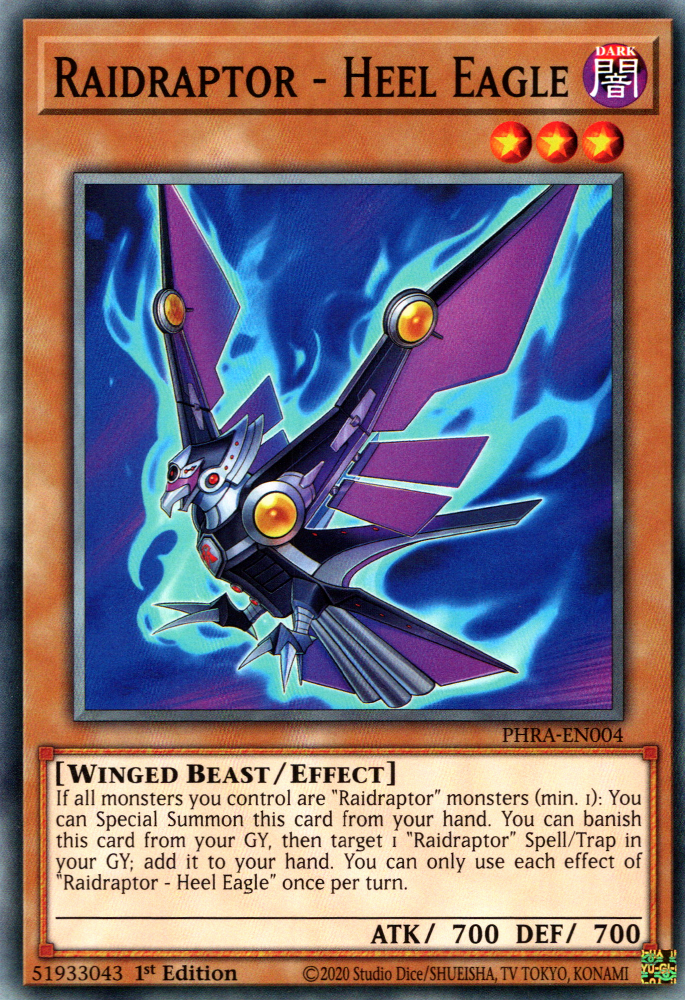 RAIDRAPTOR - HEEL EAGLE
DARK
闇
PHRA-EN004
[WINGED BEAST/EFFECT]
If all monsters you control are "Raidraptor" monsters (min. 1): You
can Special Summon this card from your hand. You can banish
this card from your GY, then target 1 "Raidraptor" Spell/Trap in
your GY; add it to your hand. You can only use each effect of
"Raidraptor - Heel Eagle" once per turn.
ATK/ 700 DEF/ 700
51933043 1st Edition ©2020 Studio Dice/SHUEISHA, TV TOKYO, KONAMI